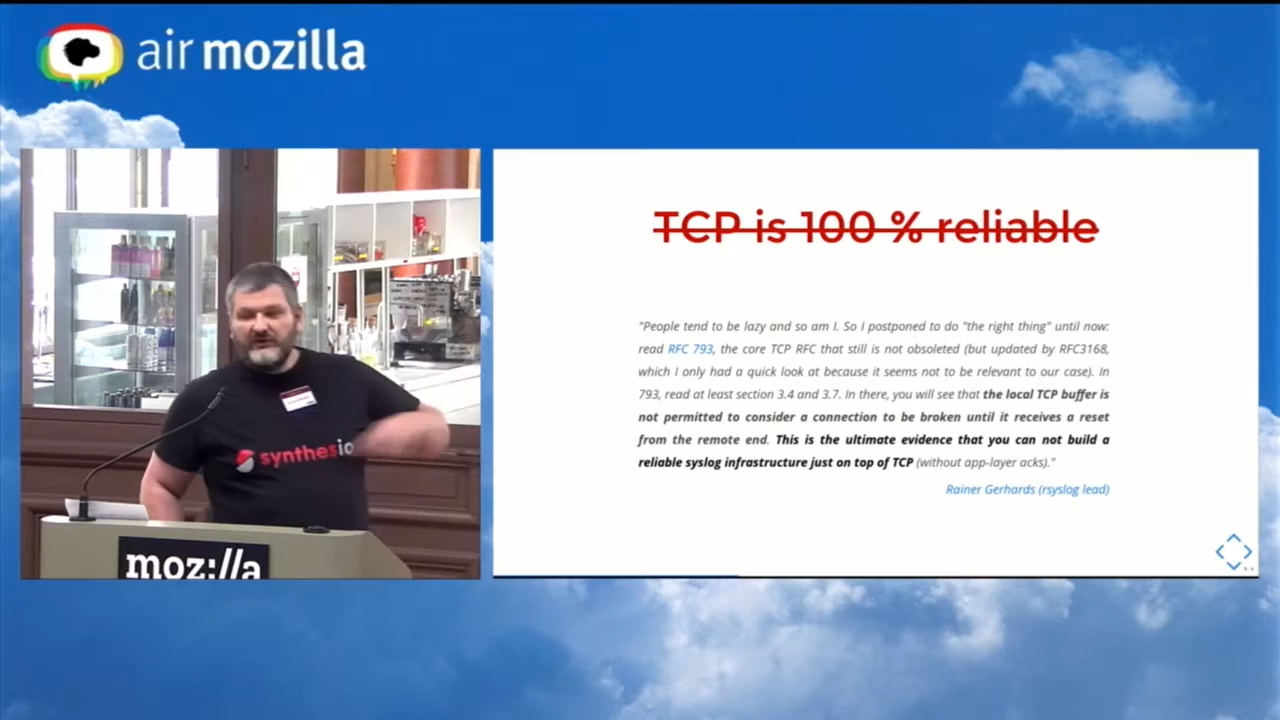 air mozilla
TCP is 100 % reliable
"People tend to be lazy and so am I. So I postponed to do "the right thing" until now:
read RFC 793, the core TCP RFC that still is not obsoleted (but updated by RFC3168,
which I only had a quick look at because it seems not to be relevant to our case). In
793, read at least section 3.4 and 3.7. In there, you will see that the local TCP buffer is
not permitted to consider a connection to be broken until it receives a reset
from the remote end. This is the ultimate evidence that you can not build a
reliable syslog infrastructure just on top of TCP (without app-layer acks)."
Rainer Gerhards (rsyslog lead)
synthesio
moz://a